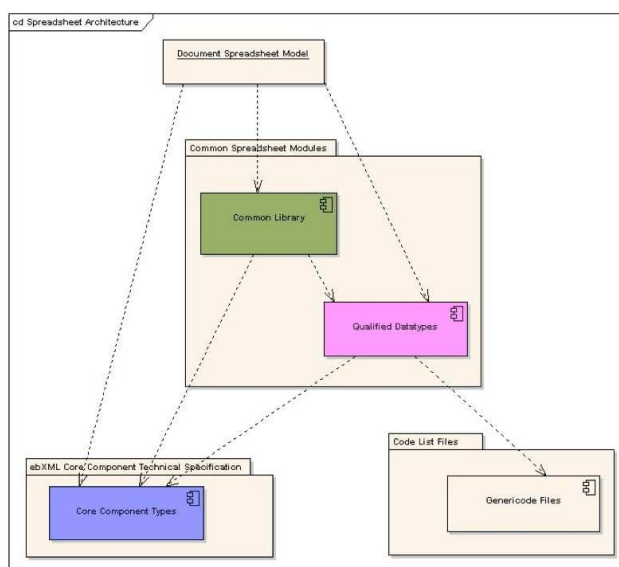 cd Spreadsheet Architecture
Document Spreadsheet Model
Common Spreadsheet Modules
Common Library
Qualified Datatypes
Code List Files
ebXML Core Component Technical Specification
Genericode Files
Core Component Types